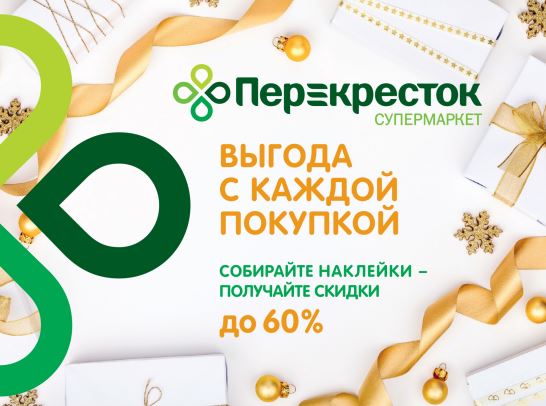 Перекресток
СУПЕРМАРКЕТ
ВЫГОДА
С КАЖДОЙ
ПОКУПКОЙ
СОБИРАЙТЕ НАКЛЕЙКИ –
ПОЛУЧАЙТЕ СКИДКИ
до 60%